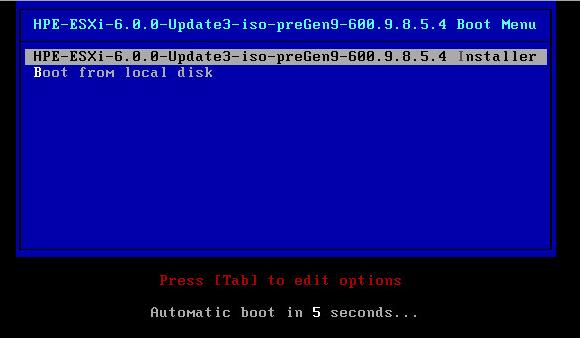 HPE-ESXi-6.0.0-Update3-iso-preGen9-600.9.8.5.4 Boot Menu
HPE-ESXi-6.0.0-Update3-iso-preGen9-600.9.8.5.4 Installer
Boot from local disk
Press [Tab] to edit options
Automatic boot in 5 seconds...